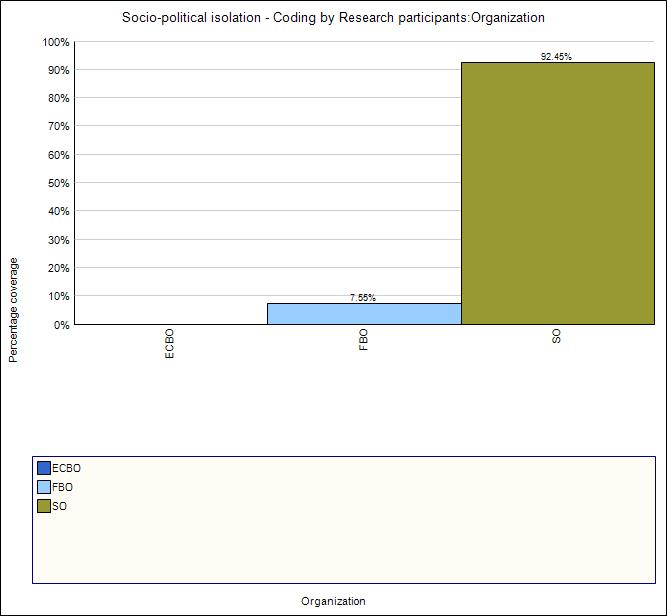 Socio-political isolation - Coding by Research participants:Organization
100%
90%
80%
70%
60%
50%
40%
30%
20%
10%
0%
Percentage coverage
7.55%
92.45%
ECBO
FBO
SO
ECBO
FBO
SO
Organization